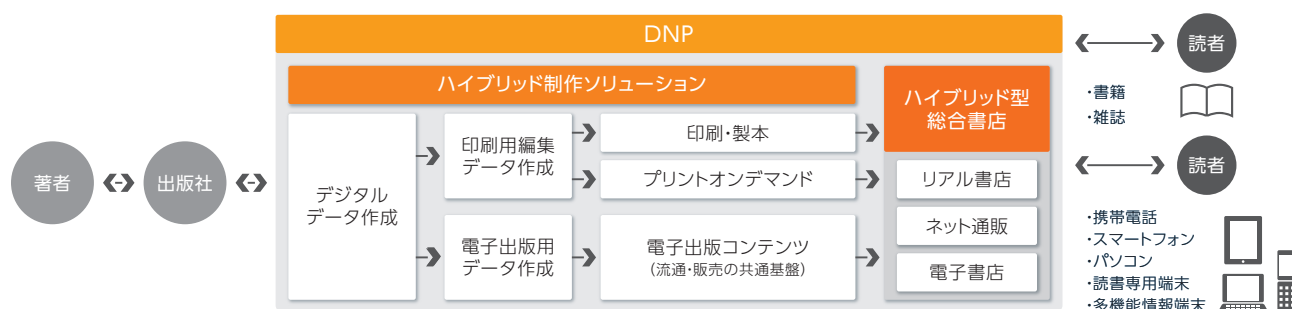 DNP
ハイブリッド制作ソリューション
ハイブリッド型
総合書店
著者
出版社
デジタル
データ作成
印刷用編集
データ作成
電子出版用
データ作成
印刷・製本
プリントオンデマンド
電子出版コンテンツ
(流通・販売の共通基盤)
リアル書店
ネット通販
電子書店
読者
・書籍
・雑誌
読者
・携帯電話
・スマートフォン
・パソコン
・読書専用端末
・多機能情報端末